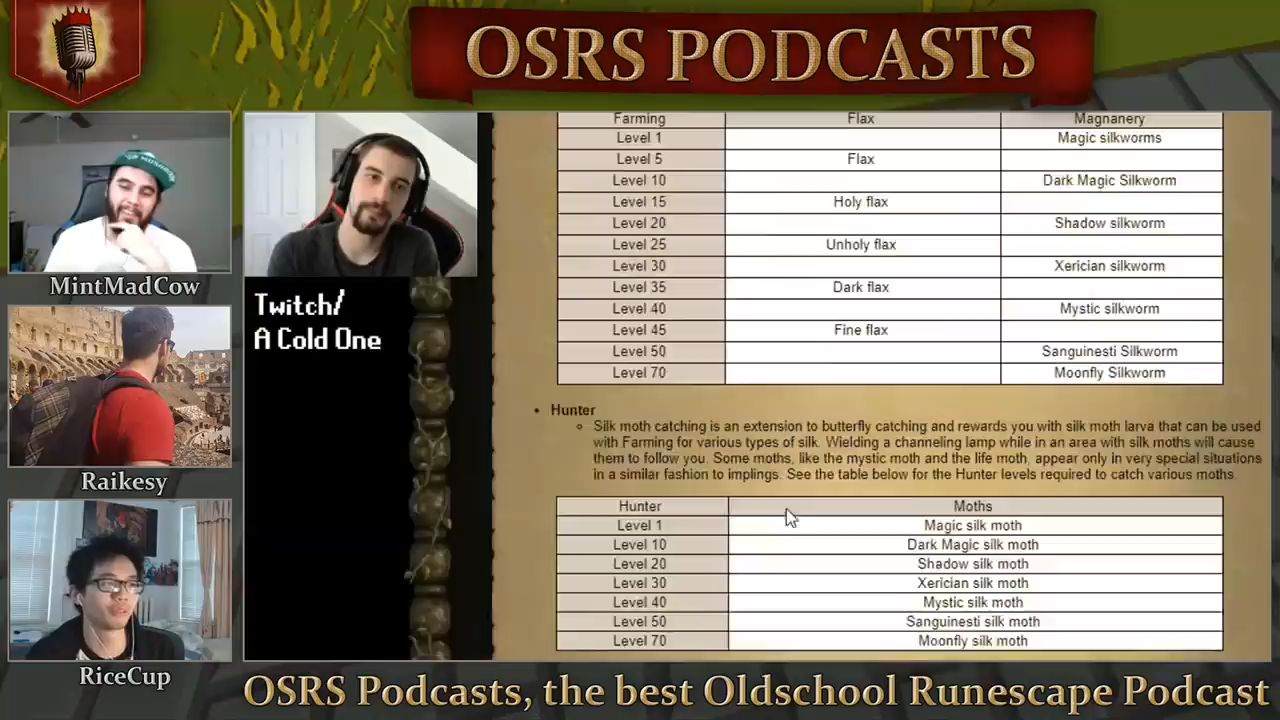 OSRS PODCASTS
MintMadCow
Raikesy
RiceCup
Twitch/
A Cold One
Farming Flax Magnanery
Level 1 Magic silkworms
Level 5 Flax
Level 10 Dark Magic Silkworm
Level 15 Holy flax
Level 20 Shadow silkworm
Level 25 Unholy flax
Level 30 Xerician silkworm
Level 35 Dark flax
Level 40 Mystic silkworm
Level 45 Fine flax
Level 50 Sanguinesti Silkworm
Level 70 Moonfly Silkworm
• Hunter
○ Silk moth catching is an extension to butterfly catching and rewards you with silk moth larva that can be used
with Farming for various types of silk. Wielding a channeling lamp while in an area with silk moths will cause
them to follow you. Some moths, like the mystic moth and the life moth, appear only in very special situations
in a similar fashion to implings. See the table below for the Hunter levels required to catch various moths.
Hunter Moths
Level 1 Magic silk moth
Level 10 Dark Magic silk moth
Level 20 Shadow silk moth
Level 30 Xerician silk moth
Level 40 Mystic silk moth
Level 50 Sanguinesti silk moth
Level 70 Moonfly silk moth
OSRS Podcasts, the best Oldschool Runescape Podcast